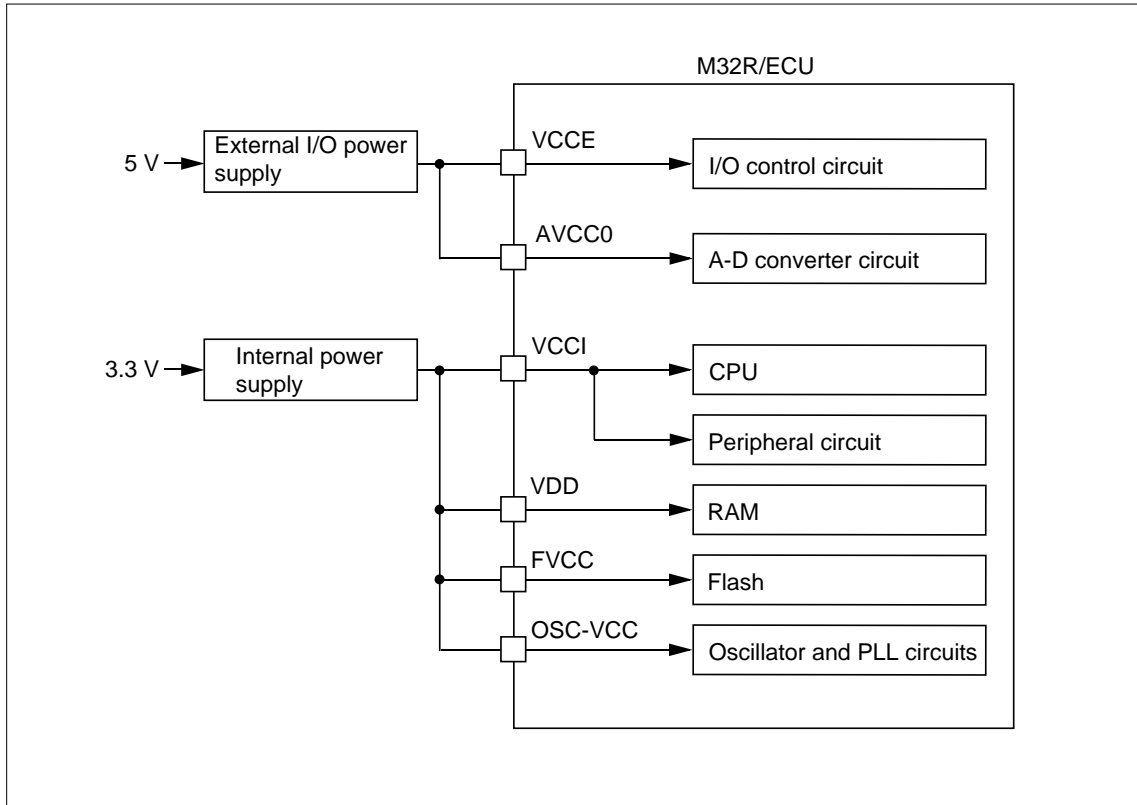 M32R/ECU
5 V
External I/O power
supply
VCCE
I/O control circuit
AVCC0
A-D converter circuit
3.3 V
Internal power
supply
VCCI
CPU
Peripheral circuit
VDD
RAM
FVCC
Flash
OSC-VCC
Oscillator and PLL circuits